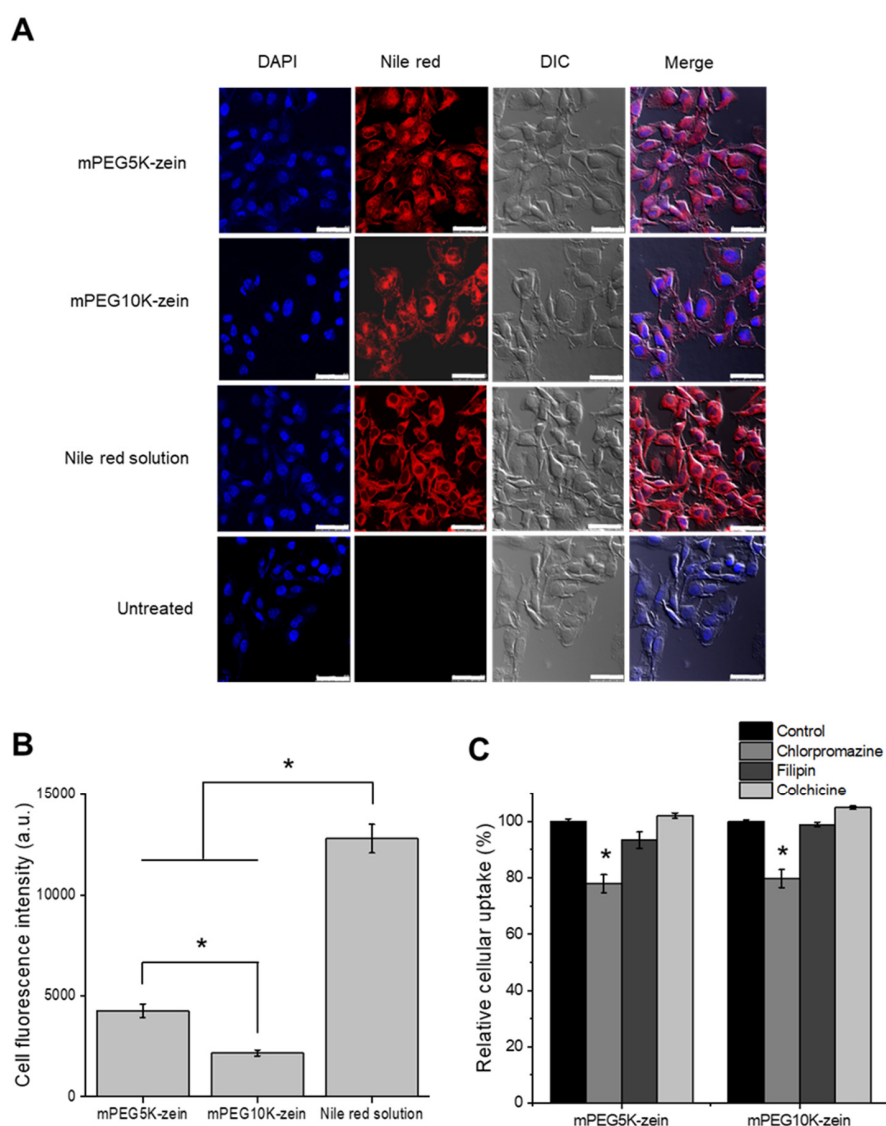 A
DAPI Nile red DIC Merge
mPEG5K-zein
mPEG10K-zein
Nile red solution
Untreated
B
*
*
Cell fluorescence intensity (a.u.)
15000
10000
5000
0
mPEG5K-zein mPEG10K-zein Nile red solution
C
Control
Chlorpromazine
Filipin
Colchicine
Relative cellular uptake (%)
100
80
60
40
20
0
* *
mPEG5K-zein mPEG10K-zein